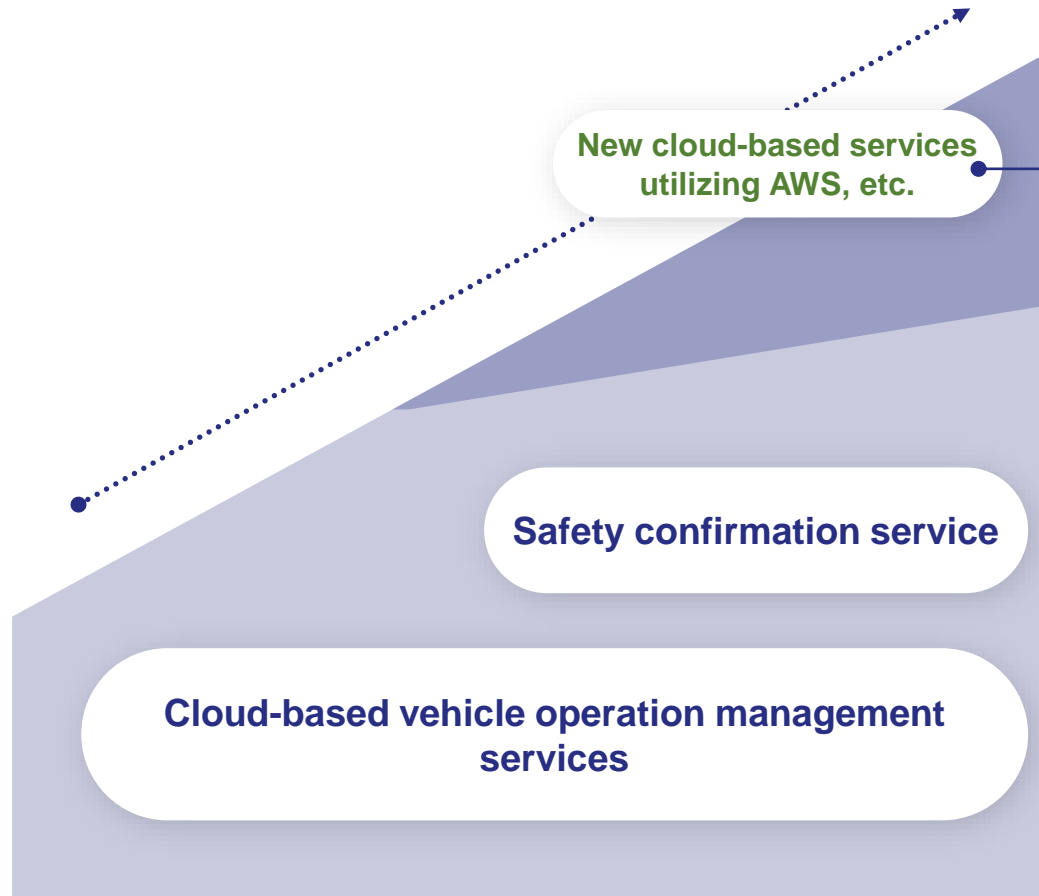 New cloud-based services
utilizing AWS, etc.
Safety confirmation service
Cloud-based vehicle operation management
services